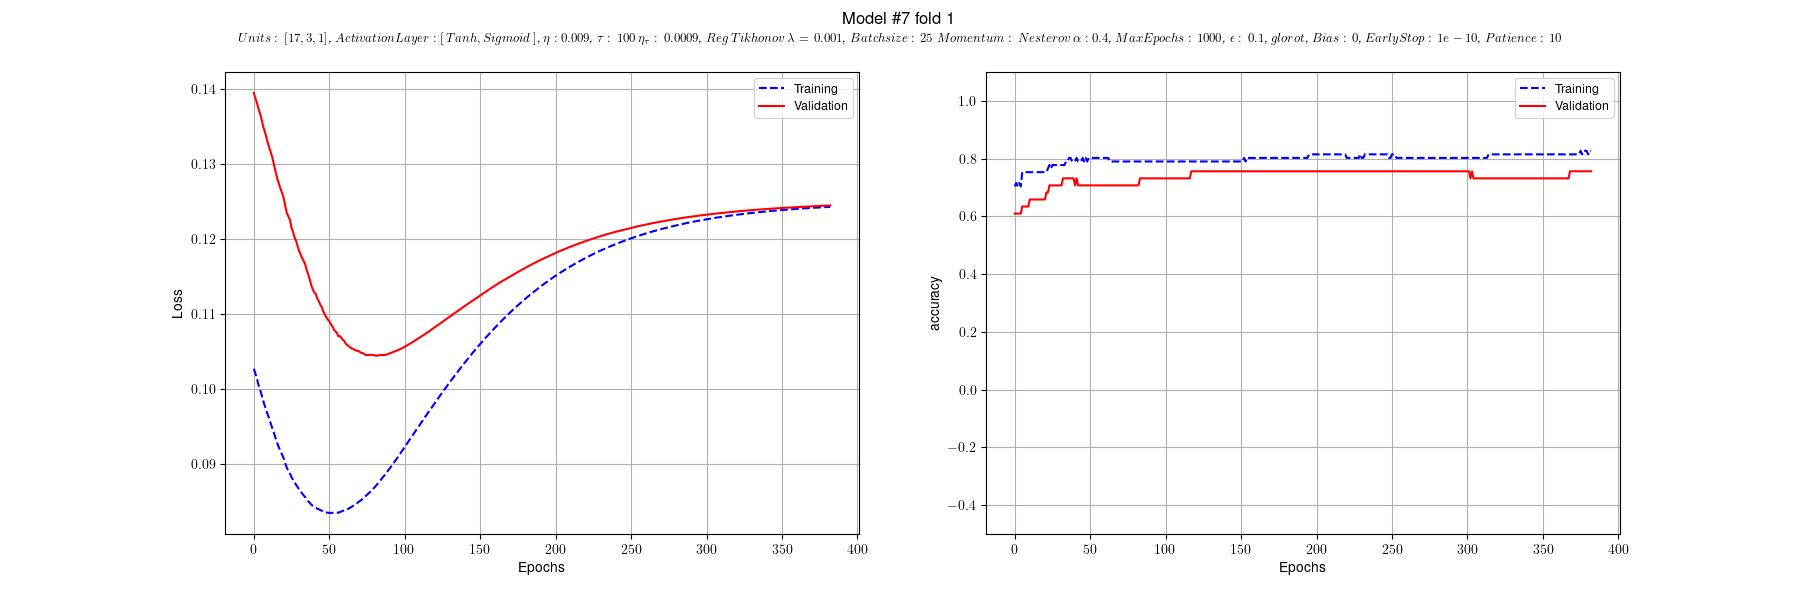 Model #7 fold 1
Units : [17, 3, 1], ActivationLayer : [ Tanh, Sigmoid ], η : 0.009, τ : 100 ητ : 0.0009, Reg Tikhonov λ = 0.001, Batchsize : 25 Momentum : Nesterov α : 0.4, MaxEpochs : 1000, ϵ : 0.1, glorot, Bias : 0, EarlyStop : 1e − 10, Patience : 10
0.14
0.13
0.12
0.11
0.10
0.09
Loss
Training
Validation
0 50 100 150 200 250 300 350 400
Epochs
1.0
0.8
0.6
0.4
0.2
0.0
−0.2
−0.4
accuracy
Training
Validation
0 50 100 150 200 250 300 350 400
Epochs